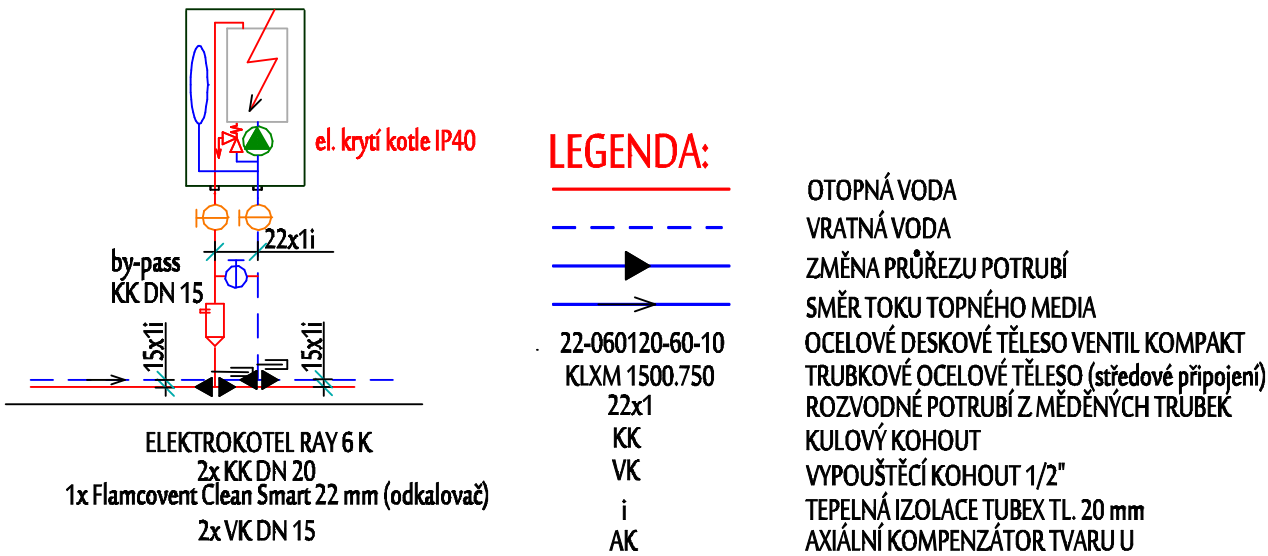 el. krytí kotle IP40
22x1i
by-pass
KK DN 15
15x1i
15x1i
ELEKTROKOTEL RAY 6 K
2x KK DN 20
1x Flamcovent Clean Smart 22 mm (odkalovač)
2x VK DN 15
LEGENDA:
OTOPNÁ VODA
VRATNÁ VODA
ZMĚNA PRŮŘEZU POTRUBÍ
SMĚR TOKU TOPNÉHO MEDIA
22-060120-60-10 OCELOVÉ DESKOVÉ TĚLESO VENTIL KOMPAKT
KLXM 1500.750 TRUBKOVÉ OCELOVÉ TĚLESO (středové připojení)
22x1 ROZVODNÉ POTRUBÍ Z MĚDĚNÝCH TRUBEK
KK KULOVÝ KOHOUT
VK VYPOUŠTĚCÍ KOHOUT 1/2"
i TEPELNÁ IZOLACE TUBEX TL. 20 mm
AK AXIÁLNÍ KOMPENZÁTOR TVARU U